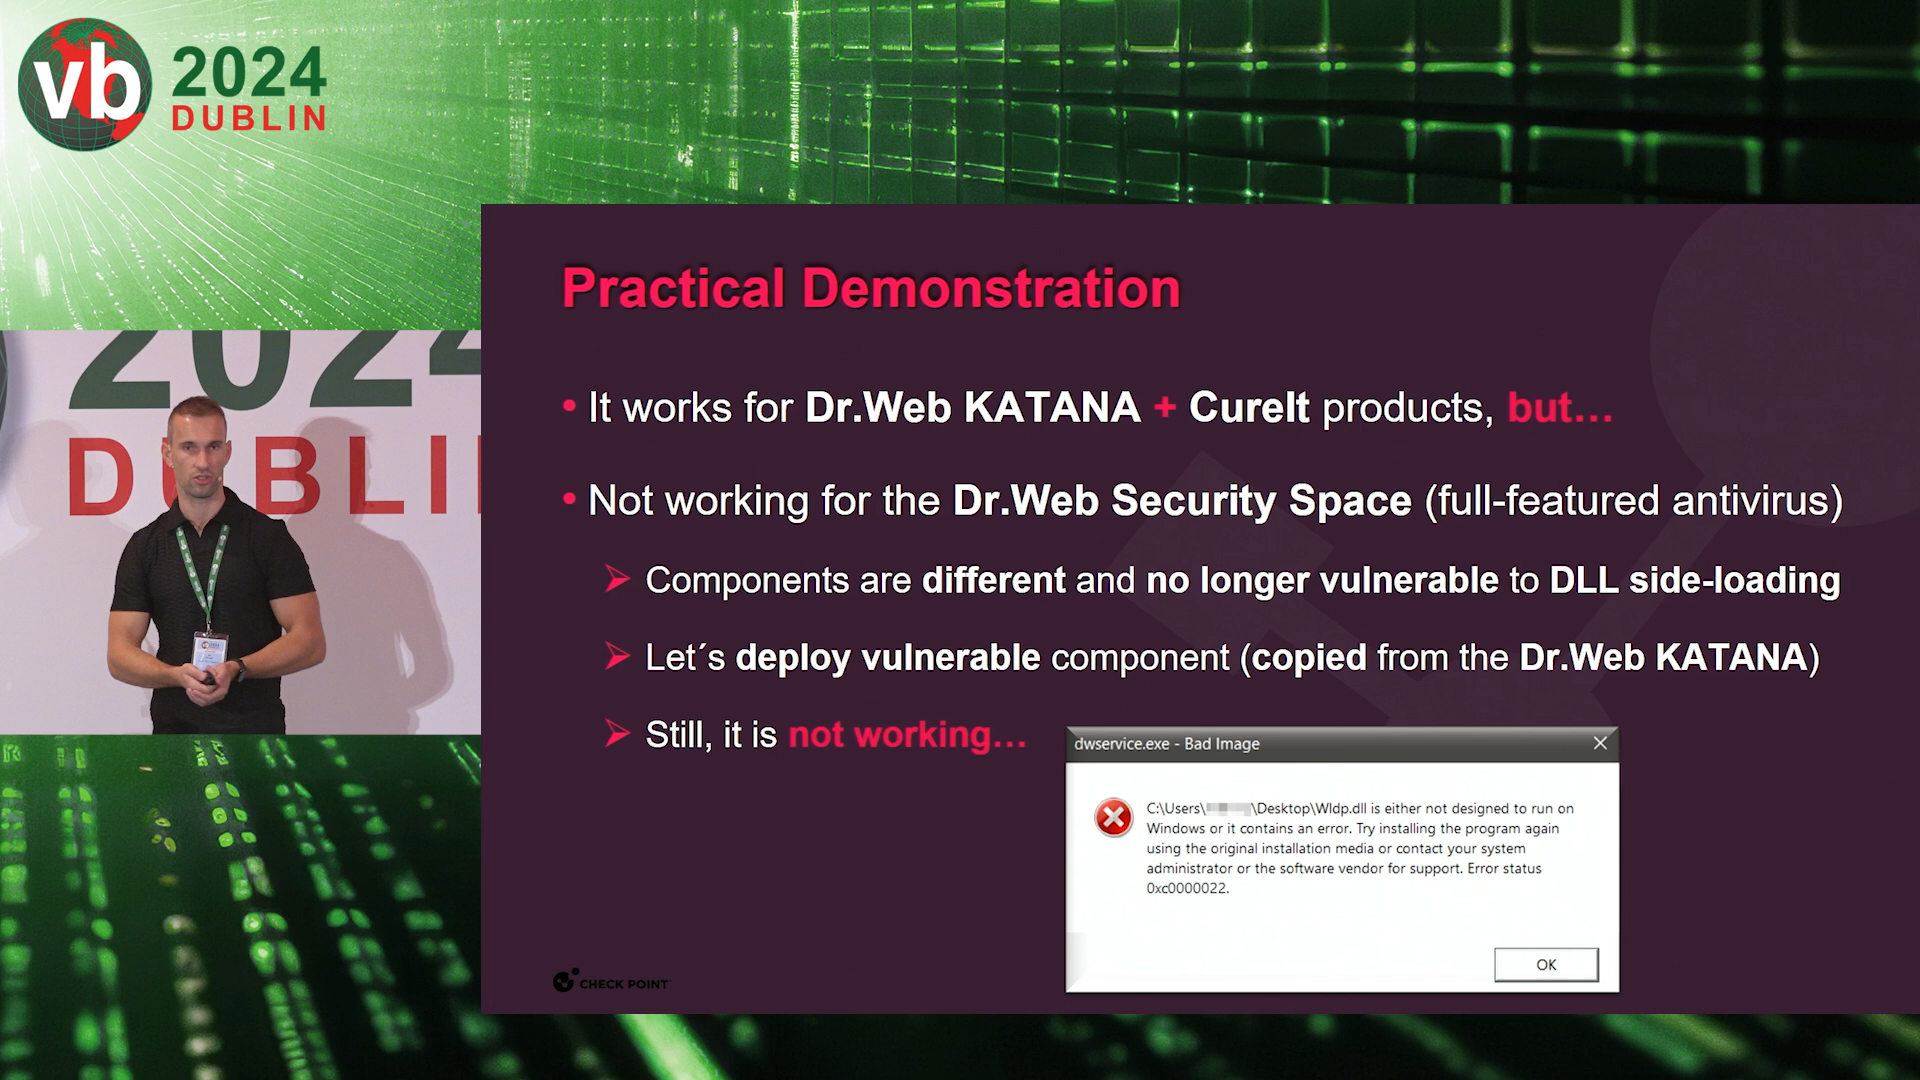 vb
2024
DUBLIN
2024
DUBLI
Practical Demonstration
• It works for Dr.Web KATANA + CureIt products, but...
• Not working for the Dr.Web Security Space (full-featured antivirus)
➢ Components are different and no longer vulnerable to DLL side-loading
➢ Let´s deploy vulnerable component (copied from the Dr.Web KATANA)
➢ Still, it is not working...
dwservice.exe - Bad Image
C:\Users\ \Desktop\Wldp.dll is either not designed to run on
Windows or it contains an error. Try installing the program again
using the original installation media or contact your system
administrator or the software vendor for support. Error status
0xc0000022.
OK
CHECK POINT